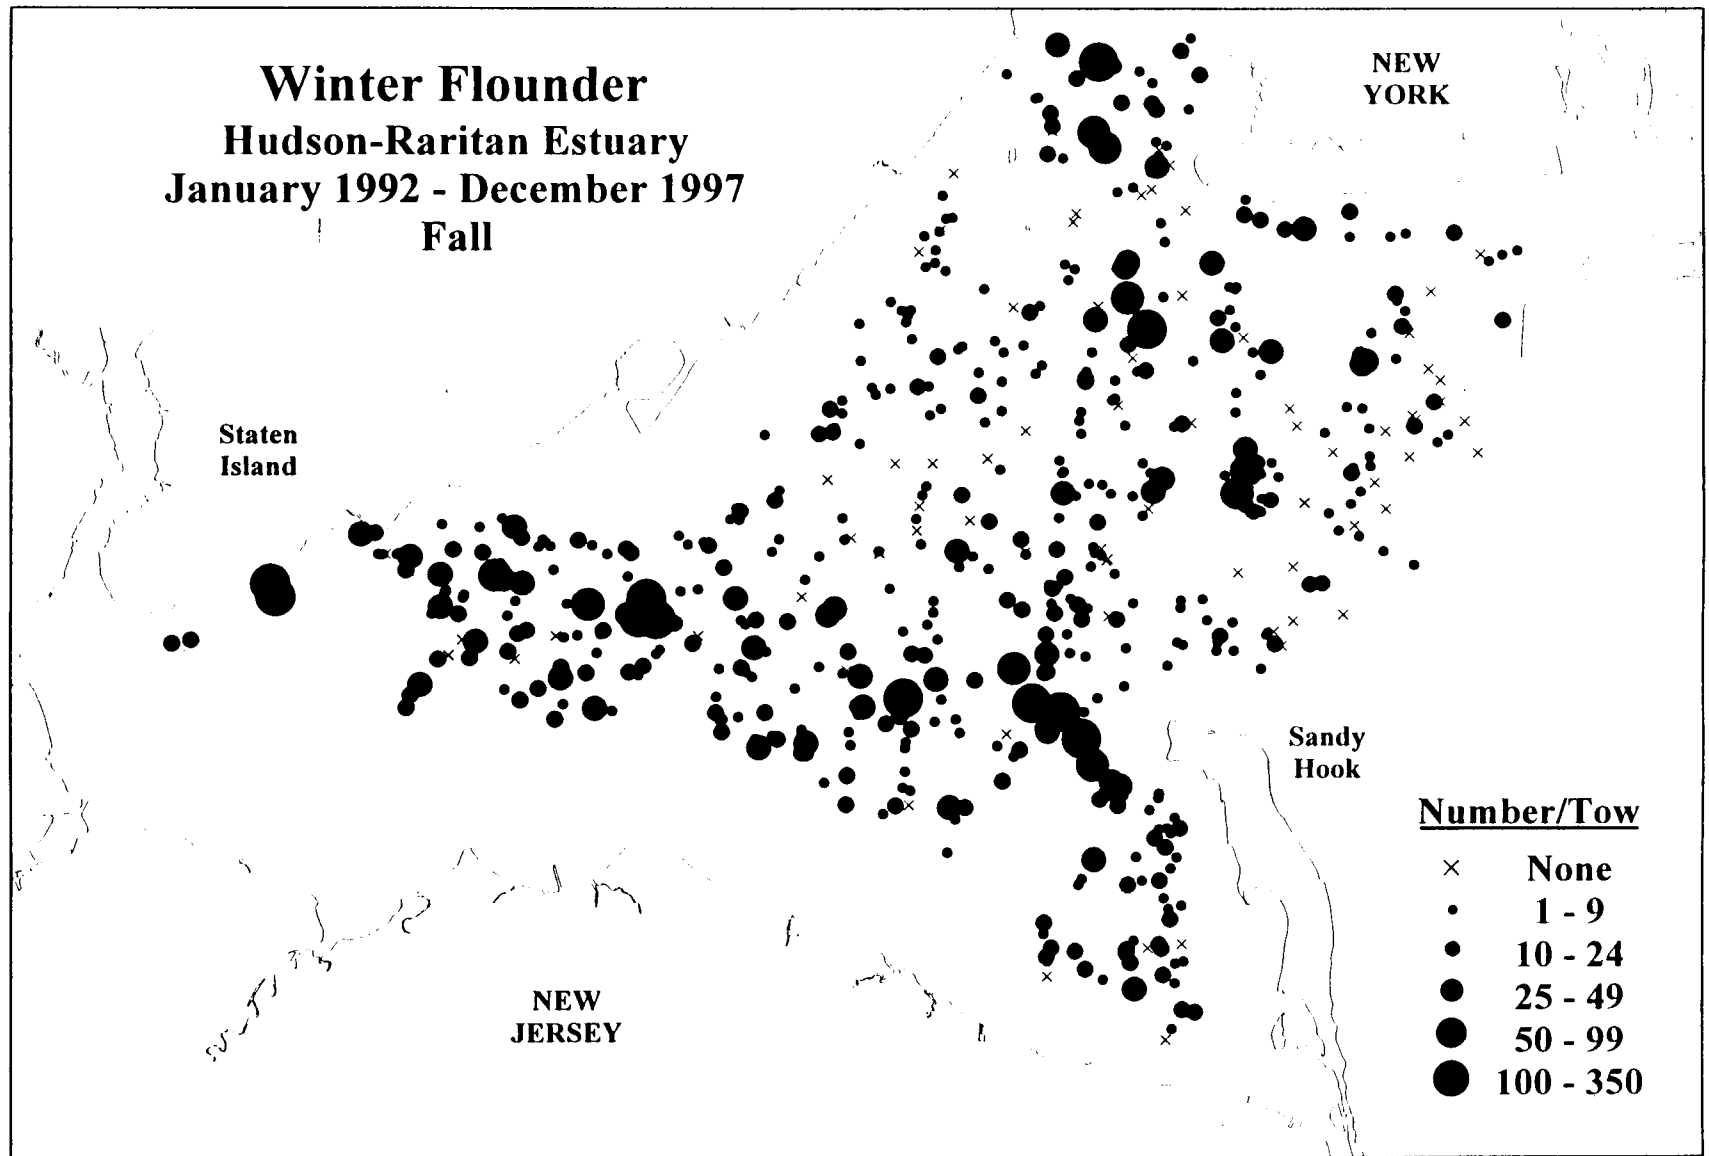 Winter Flounder
Hudson-Raritan Estuary
January 1992 - December 1997
Fall
NEW
YORK
Staten
Island
Sandy
Hook
NEW
JERSEY
Number/Tow
× None
1 - 9
10 - 24
25 - 49
50 - 99
100 - 350